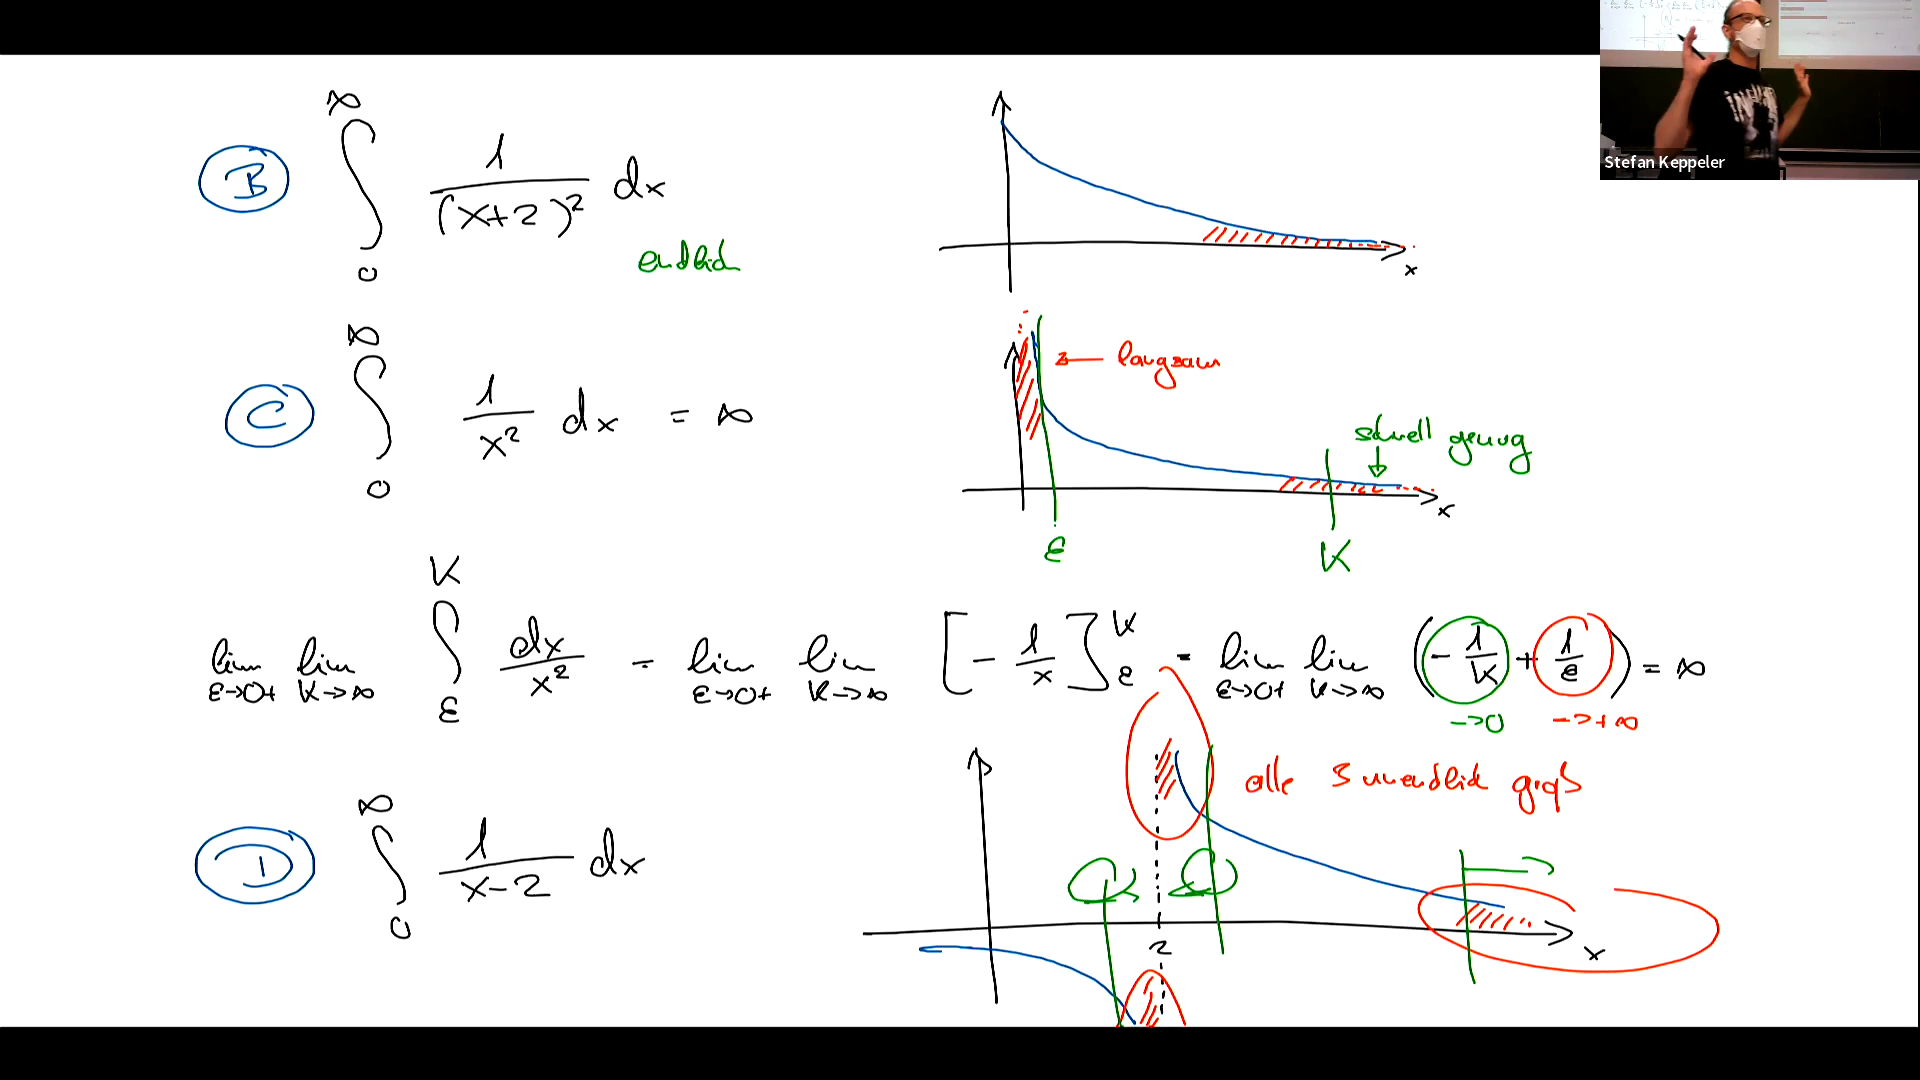 Stefan Keppeler
B ∫₀^∞ 1/(x+2)² dx
endlich
x
C ∫₀^∞ 1/x² dx = ∞
langsam
schnell genug
x
ε K
lim ε→0+ lim K→∞ ∫_ε^K dx/x² = lim ε→0+ lim K→∞ [-1/x]_ε^K = lim ε→0+ lim K→∞ (-1/K + 1/ε) = ∞
→0 →+∞
alle 3 unendlich groß
D ∫₀^∞ 1/(x-2) dx
2 x